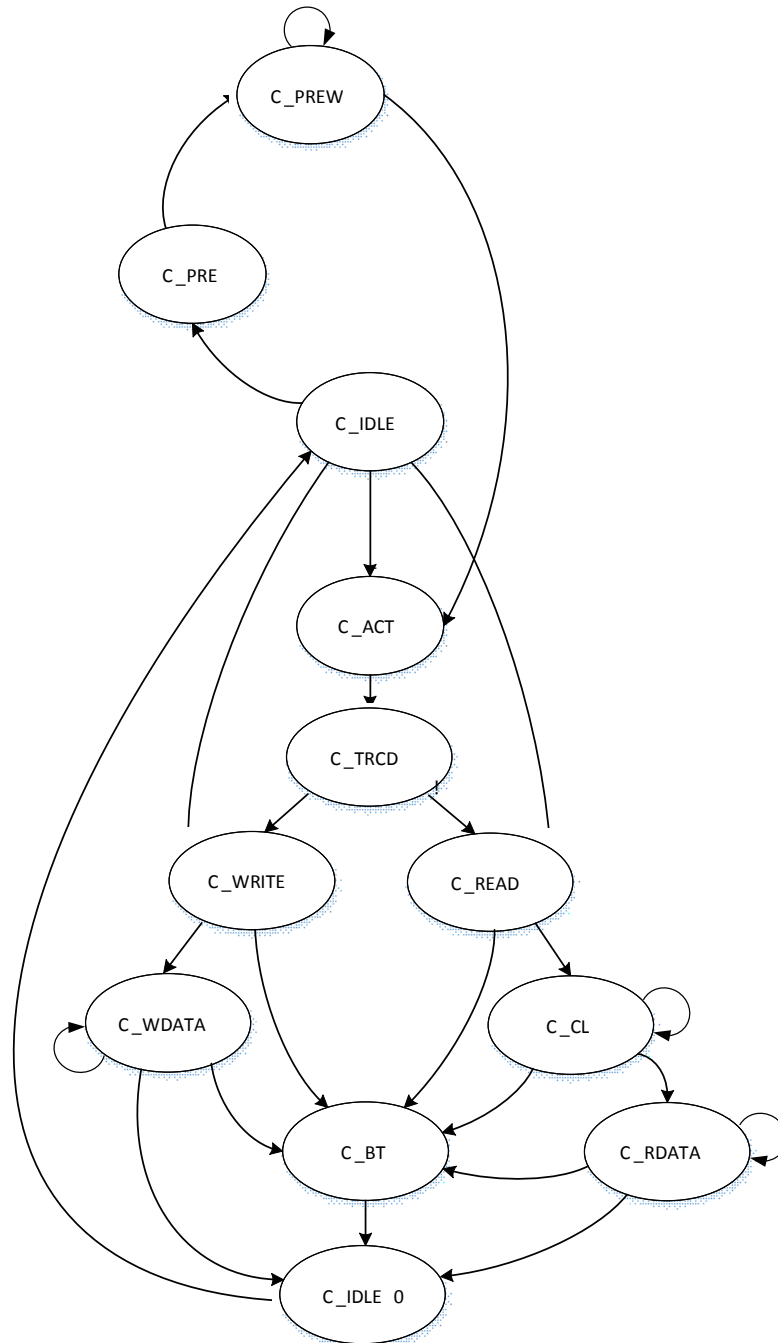 C_PREW
C_PRE
C_IDLE
C_ACT
C_TRCD
!
C_WRITE
C_READ
C_WDATA
C_CL
C_BT
C_RDATA
C_IDLE 0